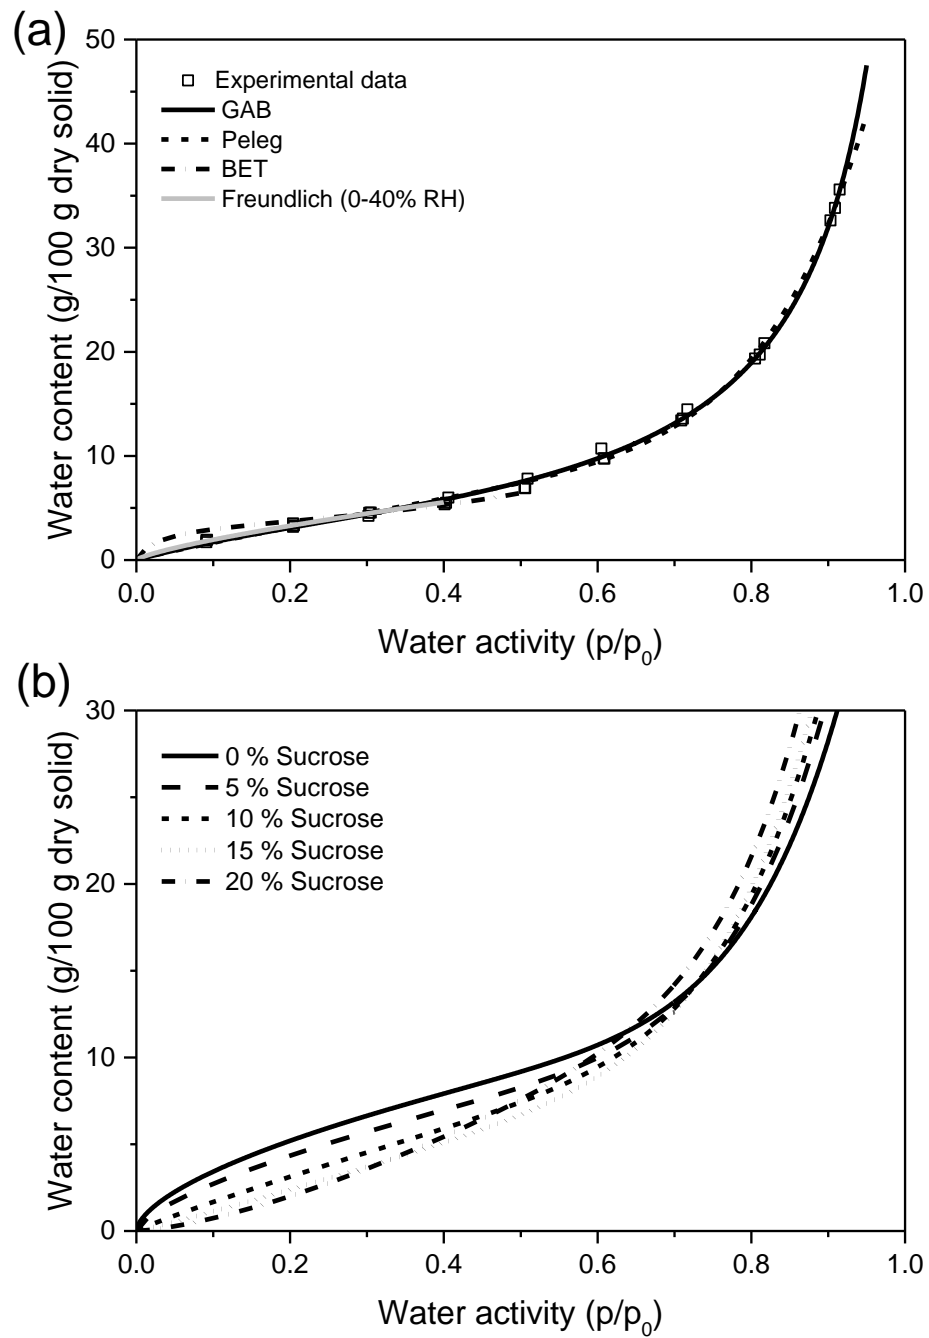 (a)
50
40
30
20
10
0
Water content (g/100 g dry solid)
Experimental data
GAB
Peleg
BET
Freundlich (0-40% RH)
0.0 0.2 0.4 0.6 0.8 1.0
Water activity (p/p₀)
(b)
30
20
10
0
Water content (g/100 g dry solid)
0 % Sucrose
5 % Sucrose
10 % Sucrose
15 % Sucrose
20 % Sucrose
0.0 0.2 0.4 0.6 0.8 1.0
Water activity (p/p₀)